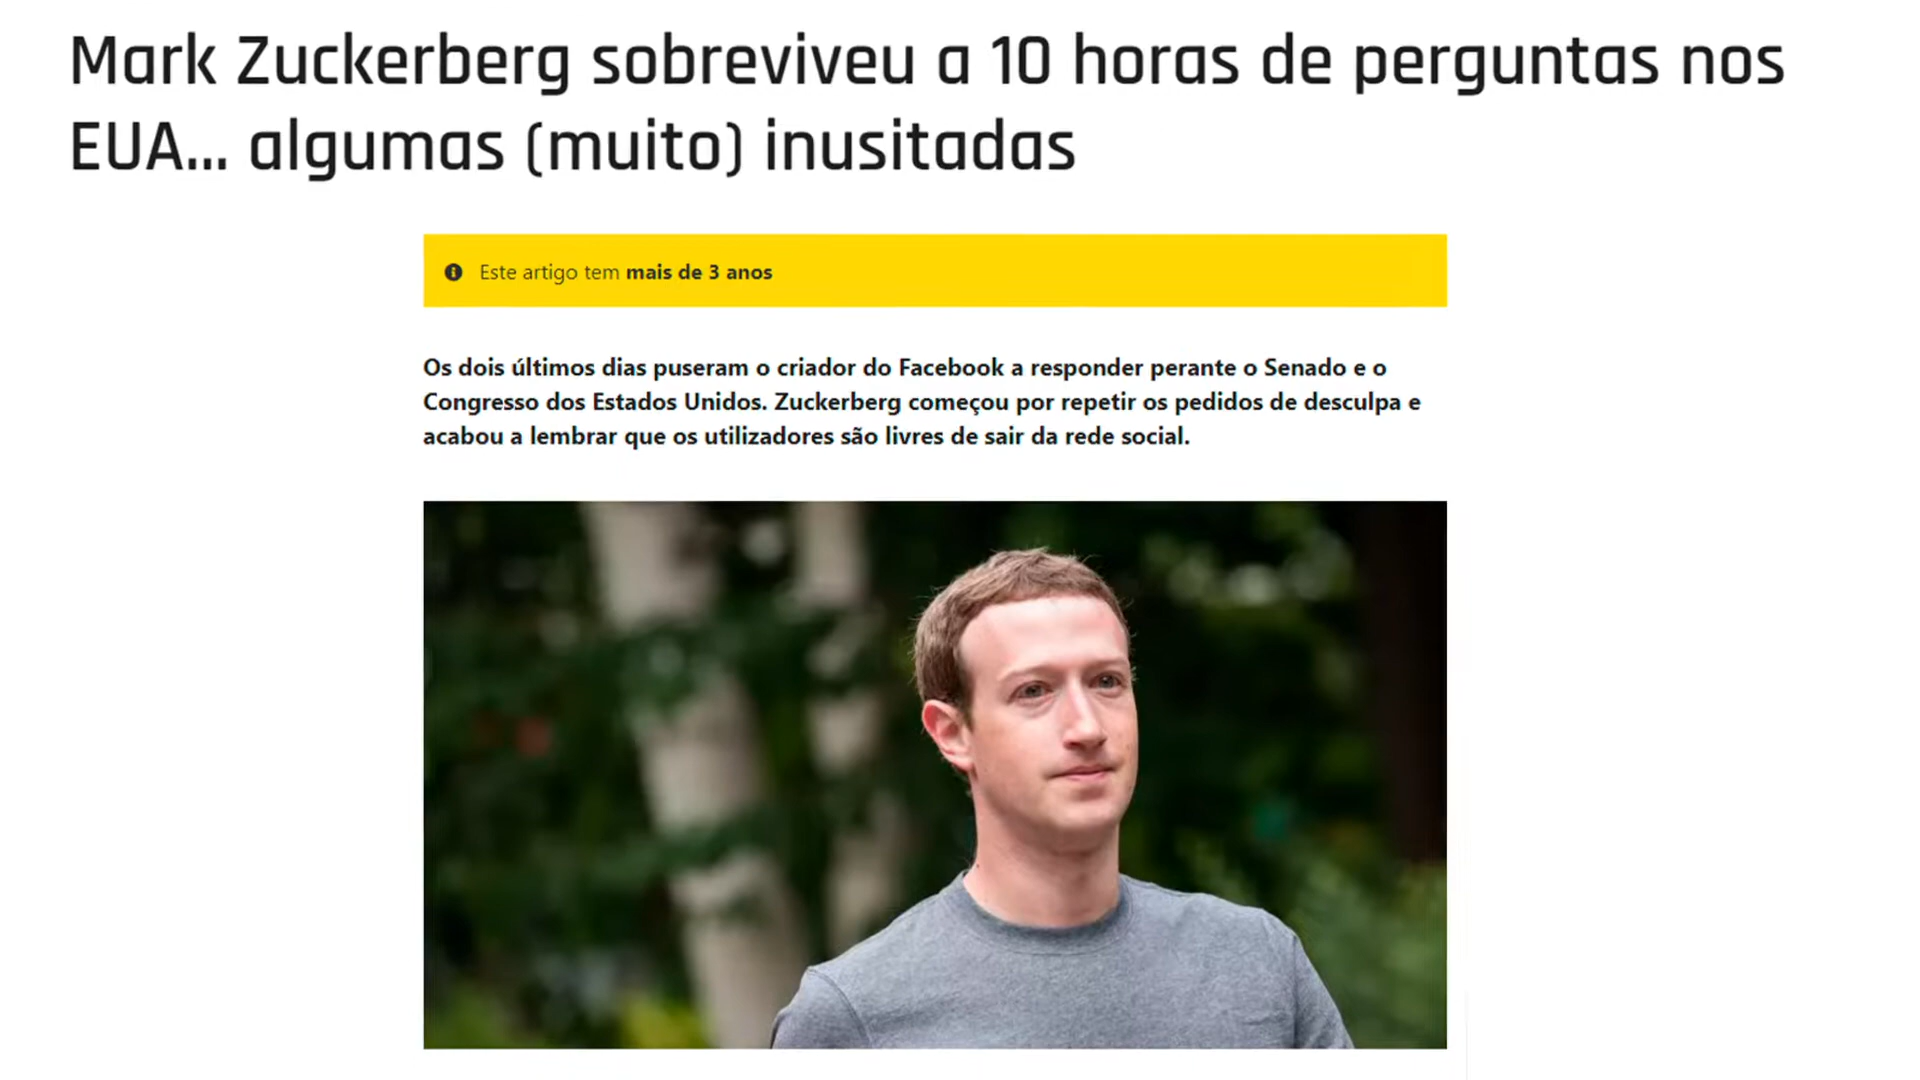 Mark Zuckerberg sobreviveu a 10 horas de perguntas nos
EUA... algumas (muito) inusitadas
Este artigo tem mais de 3 anos
Os dois últimos dias puseram o criador do Facebook a responder perante o Senado e o
Congresso dos Estados Unidos. Zuckerberg começou por repetir os pedidos de desculpa e
acabou a lembrar que os utilizadores são livres de sair da rede social.